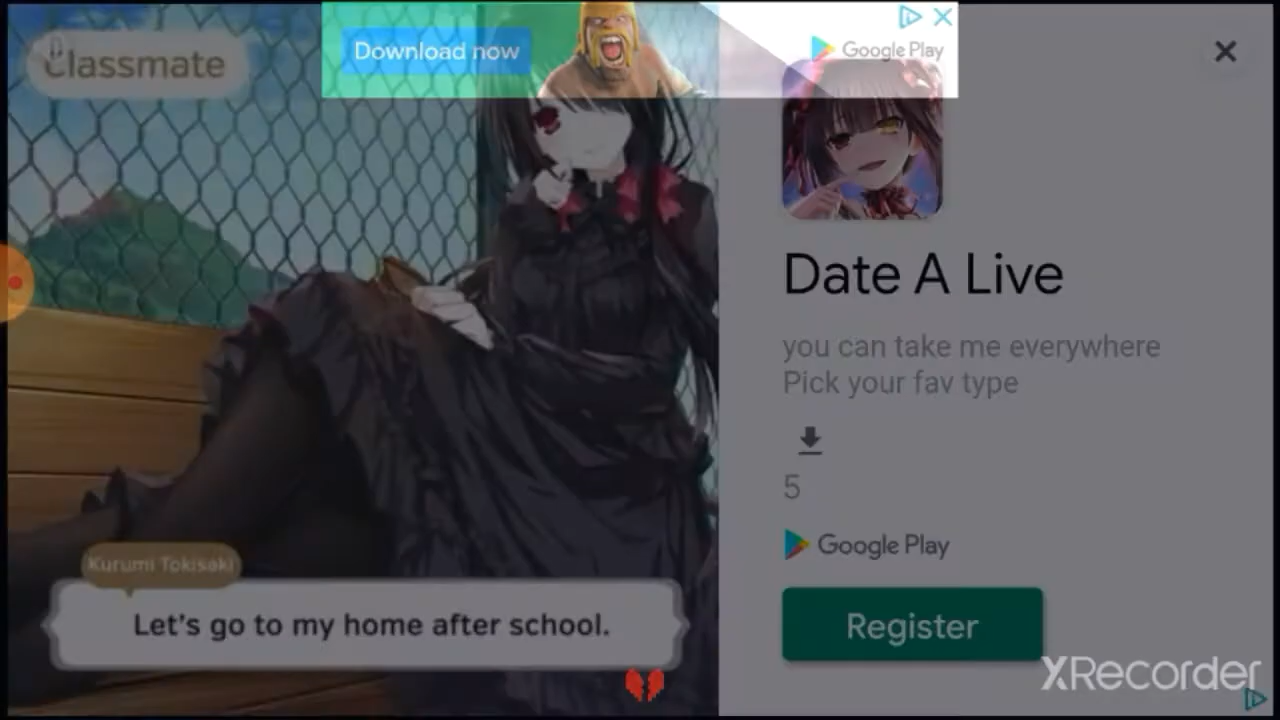 Classmate
Download now
Google Play
Date A Live
you can take me everywhere
Pick your fav type
5
Google Play
Kurumi Tokisaki
Let's go to my home after school.
Register
XRecorder